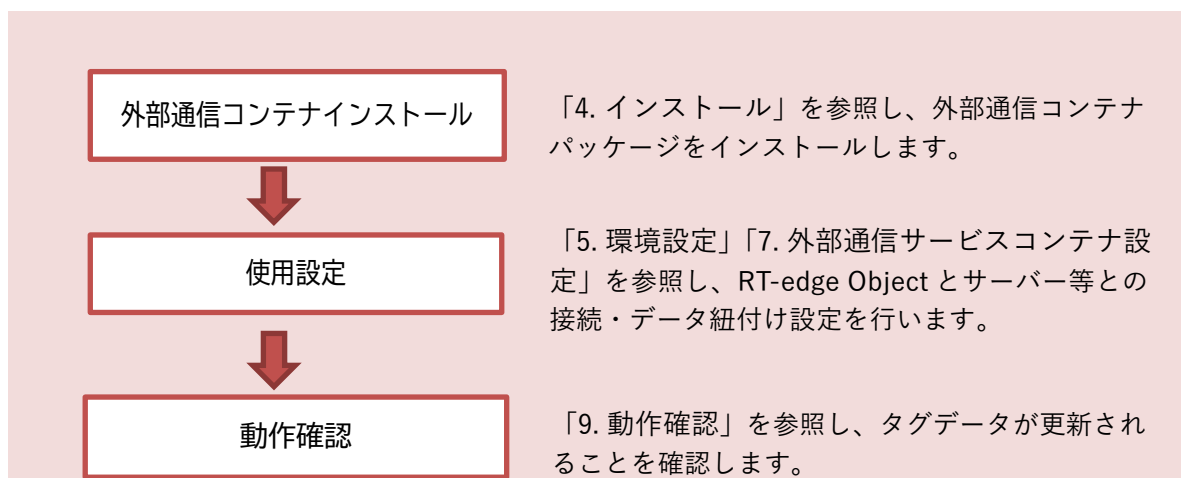 外部通信コンテナインストール
「4. インストール」を参照し、外部通信コンテナ
パッケージをインストールします。
使用設定
「5. 環境設定」「7. 外部通信サービスコンテナ設
定」を参照し、RT-edge Object とサーバー等との
接続・データ紐付け設定を行います。
動作確認
「9. 動作確認」を参照し、タグデータが更新され
ることを確認します。